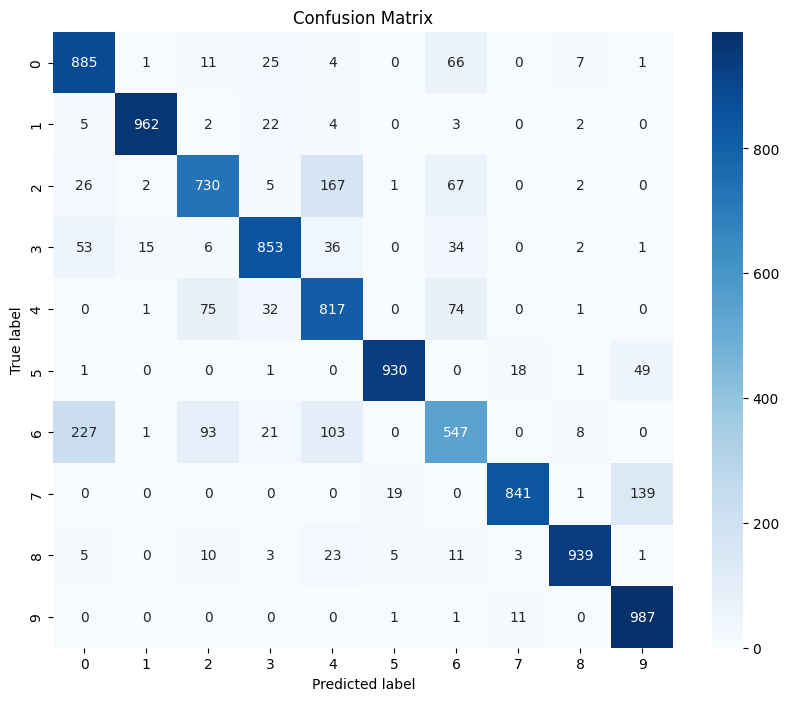 Confusion Matrix
0 885 1 11 25 4 0 66 0 7 1
1 5 962 2 22 4 0 3 0 2 0
2 26 2 730 5 167 1 67 0 2 0
3 53 15 6 853 36 0 34 0 2 1
4 0 1 75 32 817 0 74 0 1 0
5 1 0 0 1 0 930 0 18 1 49
6 227 1 93 21 103 0 547 0 8 0
7 0 0 0 0 0 19 0 841 1 139
8 5 0 10 3 23 5 11 3 939 1
9 0 0 0 0 0 1 1 11 0 987
0 1 2 3 4 5 6 7 8 9
Predicted label
True label
800
600
400
200
0